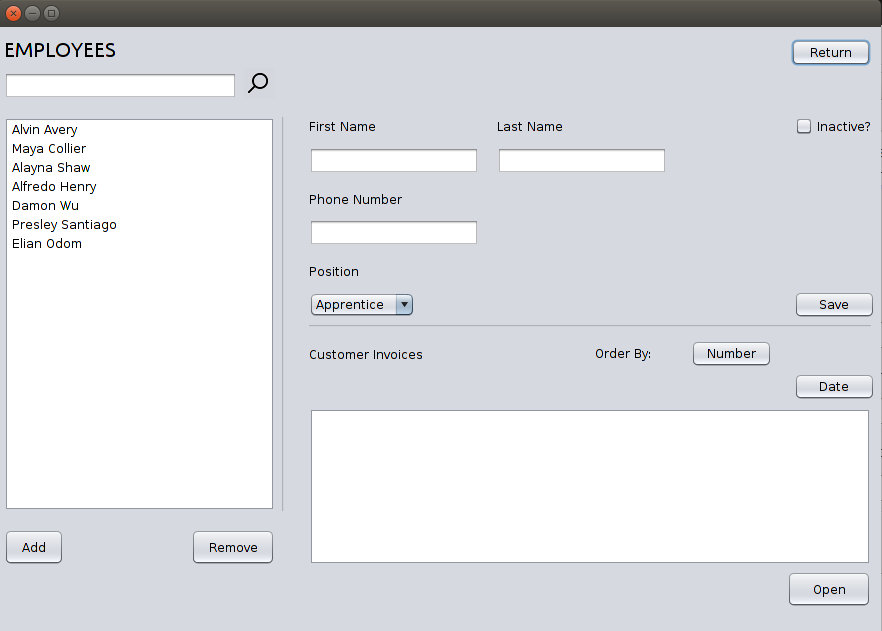 EMPLOYEES
Return
Alvin Avery
Maya Collier
Alayna Shaw
Alfredo Henry
Damon Wu
Presley Santiago
Elian Odom
Add
Remove
First Name
Last Name
Inactive?
Phone Number
Position
Apprentice
Save
Customer Invoices
Order By:
Number
Date
Open